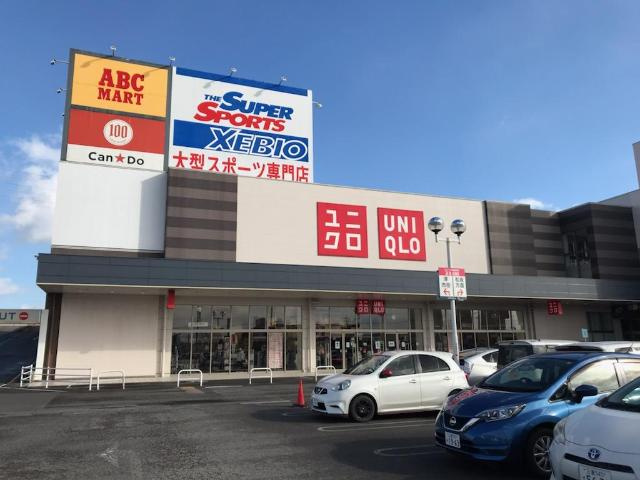 ABC
MART
100
Can★Do
THE SUPER
SPORTS
XEBIO
大型スポーツ専門店
ユニ
クロ
UNI
QLO